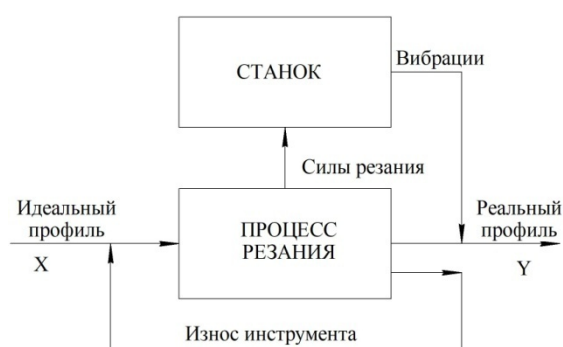 СТАНОК
Вибрации
Силы резания
Идеальный
профиль
X
ПРОЦЕСС
РЕЗАНИЯ
Реальный
профиль
Y
Износ инструмента